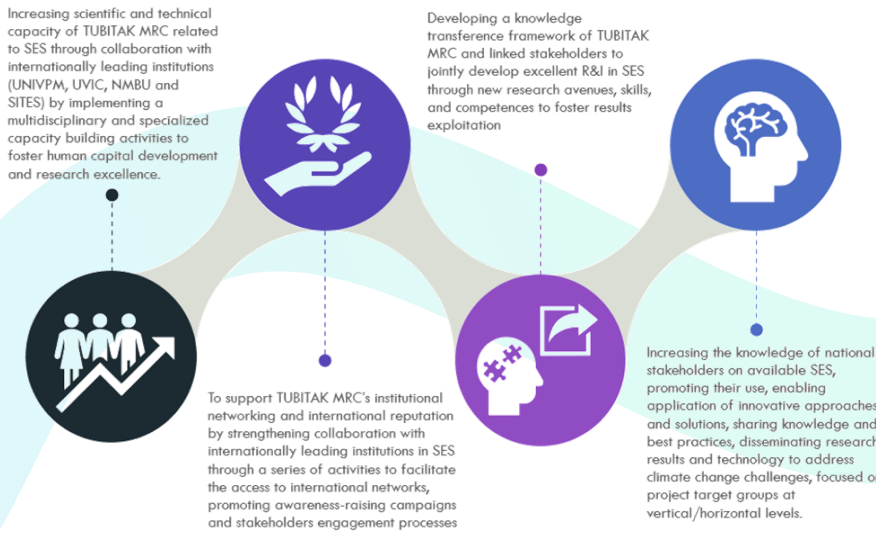 Increasing scientific and technical
capacity of TUBITAK MRC related
to SES through collaboration with
internationally leading institutions
(UNIVPM, UVIC, NMBU and
SITES) by implementing a
multidisciplinary and specialized
capacity building activities to
foster human capital development
and research excellence.
To support TUBITAK MRC's institutional
networking and international reputation
by strengthening collaboration with
internationally leading institutions in SES
through a series of activities to facilitate
the access to international networks,
promoting awareness-raising campaigns
and stakeholders engagement processes
Developing a knowledge
transference framework of TUBITAK
MRC and linked stakeholders to
jointly develop excellent R&I in SES
through new research avenues, skills,
and competences to foster results
exploitation
Increasing the knowledge of national
stakeholders on available SES,
promoting their use, enabling
application of innovative approaches
and solutions, sharing knowledge and
best practices, disseminating research
results and technology to address
climate change challenges, focused
project target groups at
vertical/horizontal levels.